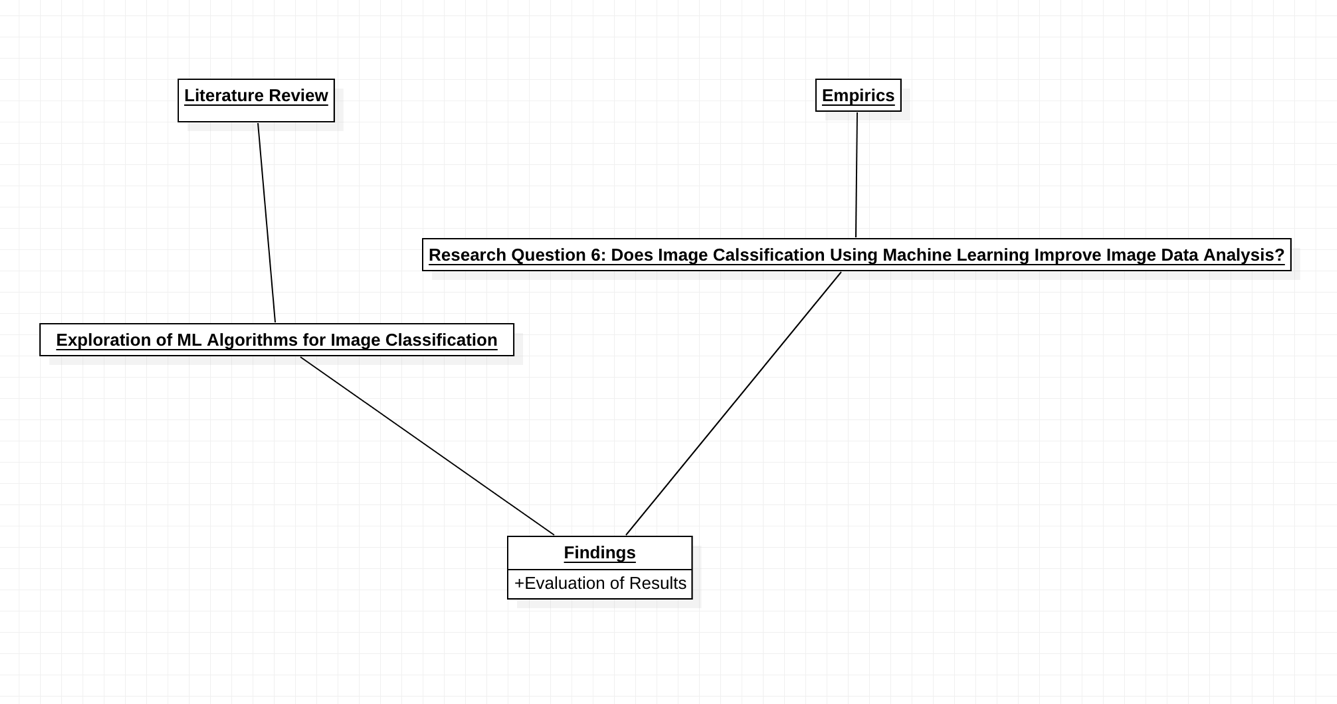 Literature Review
Empirics
Research Question 6: Does Image Calssification Using Machine Learning Improve Image Data Analysis?
Exploration of ML Algorithms for Image Classification
Findings
+Evaluation of Results